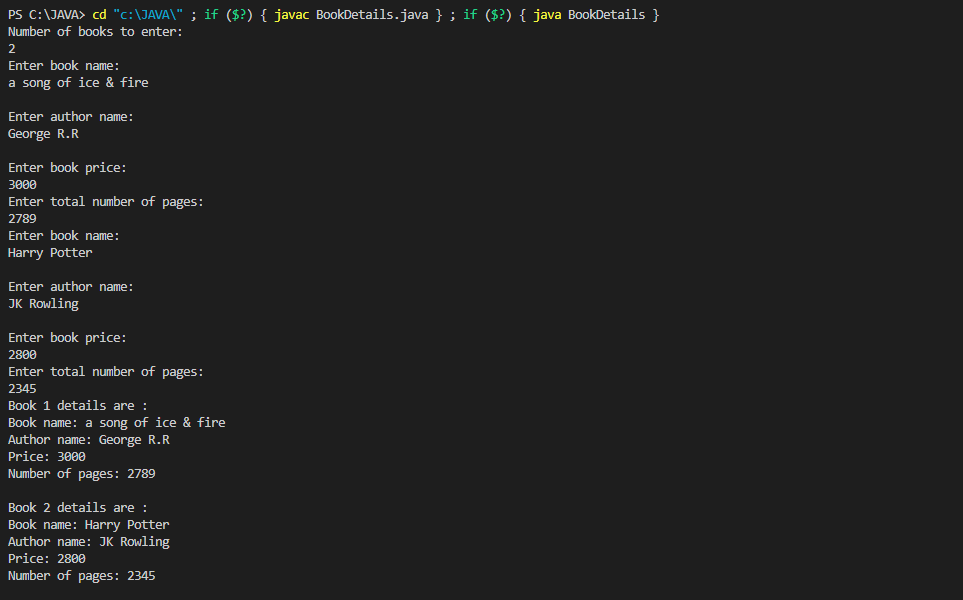 PS C:\JAVA> cd "c:\JAVA\" ; if ($?) { javac BookDetails.java } ; if ($?) { java BookDetails }
Number of books to enter:
2
Enter book name:
a song of ice & fire
Enter author name:
George R.R
Enter book price:
3000
Enter total number of pages:
2789
Enter book name:
Harry Potter
Enter author name:
JK Rowling
Enter book price:
2800
Enter total number of pages:
2345
Book 1 details are :
Book name: a song of ice & fire
Author name: George R.R
Price: 3000
Number of pages: 2789
Book 2 details are :
Book name: Harry Potter
Author name: JK Rowling
Price: 2800
Number of pages: 2345